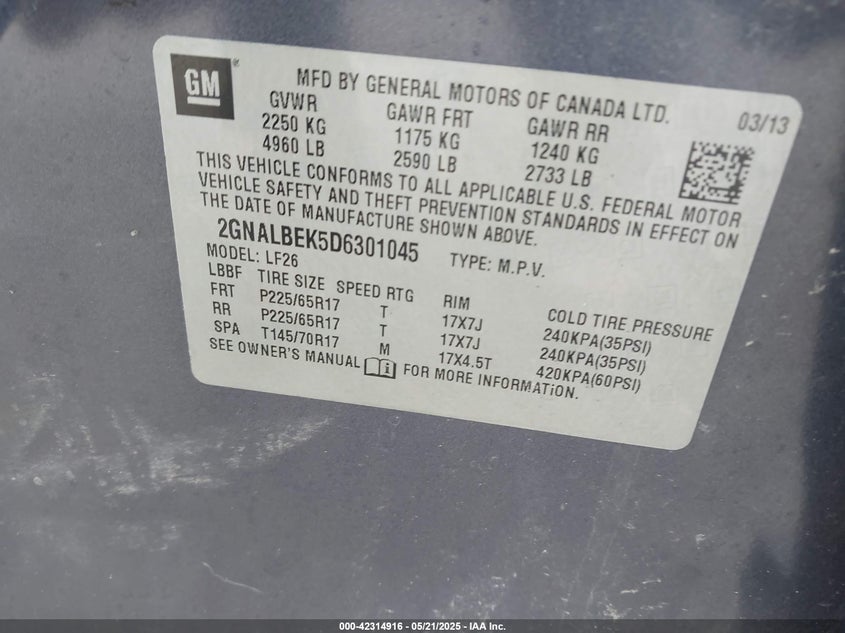 GM
MFD BY GENERAL MOTORS OF CANADA LTD.
03/13
GVWR GAWR FRT GAWR RR
2250 KG 1175 KG 1240 KG
4960 LB 2590 LB 2733 LB
THIS VEHICLE CONFORMS TO ALL APPLICABLE U.S. FEDERAL MOTOR
VEHICLE SAFETY AND THEFT PREVENTION STANDARDS IN EFFECT ON
THE DATE OF MANUFACTURE SHOWN ABOVE.
2GNALBEK5D6301045 TYPE: M.P.V.
MODEL: LF26
LBBF TIRE SIZE SPEED RTG RIM COLD TIRE PRESSURE
FRT P225/65R17 T 17X7J 240KPA(35PSI)
RR P225/65R17 T 17X7J 240KPA(35PSI)
SPA T145/70R17 M 17X4.5T 420KPA(60PSI)
SEE OWNER'S MANUAL FOR MORE INFORMATION.
000-42314916 - 05/21/2025 - IAA Inc.